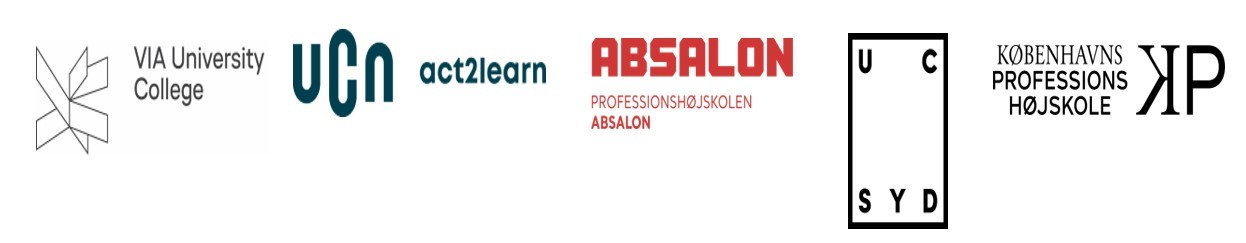 VIA University
College
UCN act2learn
ABSALON
PROFESSIONSHØJSKOLEN
ABSALON
U C
S Y D
KØBENHAVNS
PROFESSIONS
HØJSKOLE
KP